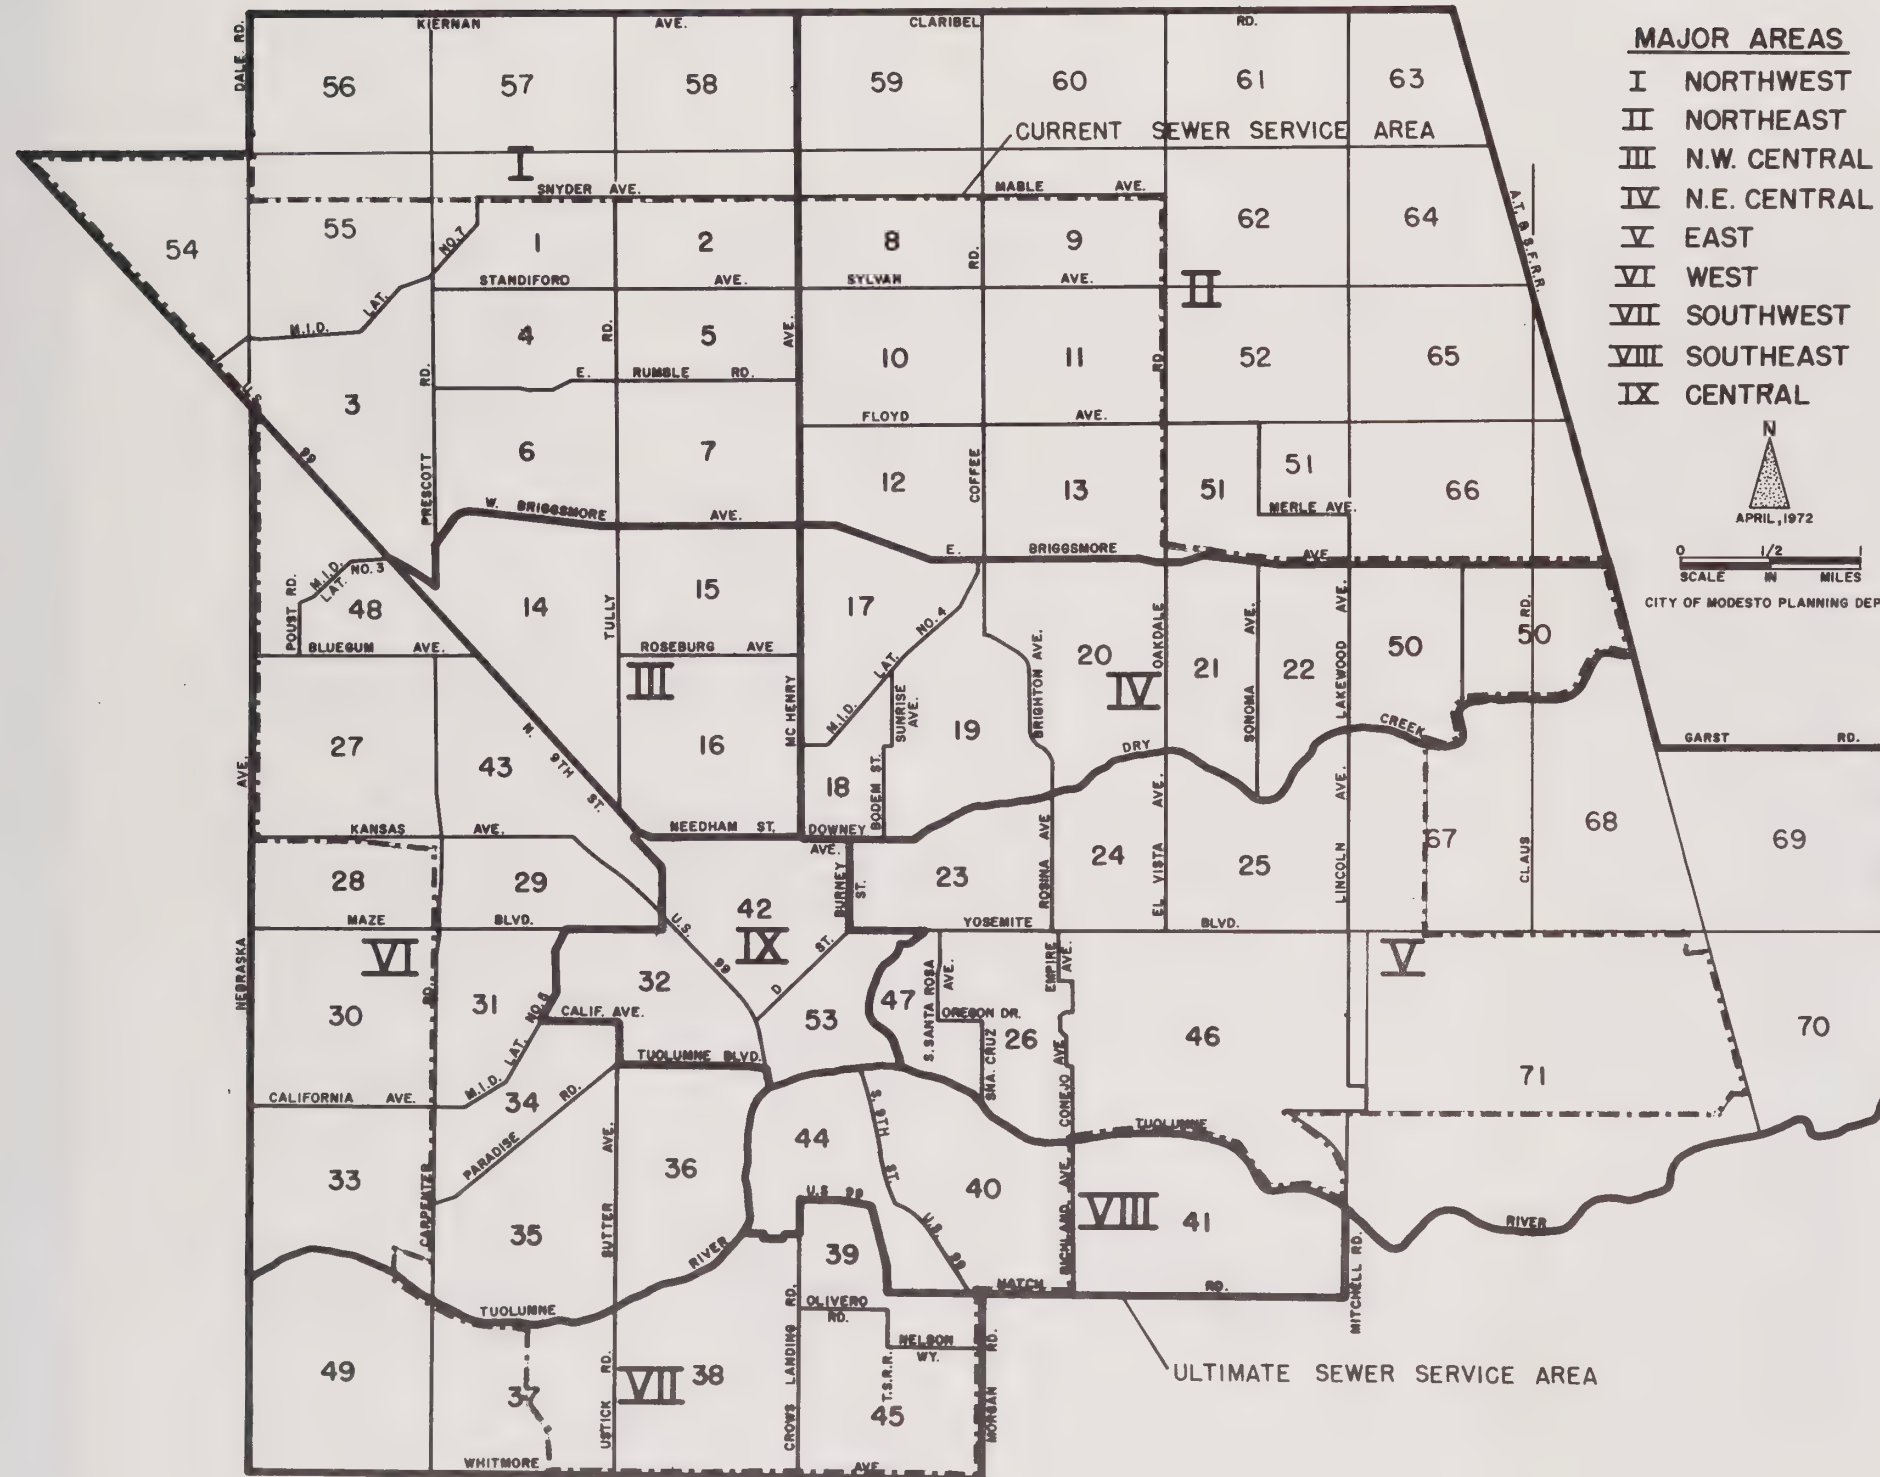 KIERNAN AVE. CLARIBEL RD.
DALE RD.
56 57 58 59 60 61 63
CURRENT SEWER SERVICE AREA
I
SNYDER AVE. MABLE AVE.
54 55 NO. 7 1 2 8 RD. 9 62 64
A.T. & S.F.R.R.
STANDIFORD AVE. SYLVAN AVE.
II
M.I.D. LAT.
4 RD. 5 AVE. 10 11 RD. 52 65
E. RUMBLE RD.
U.S. 99
3 RD.
FLOYD AVE.
6 7 12 COFFEE 13 51 51 66
PRESCOTT
MERLE AVE.
W. BRIGGSMORE AVE.
E. BRIGGSMORE AVE.
POUST RD. M.I.D. LAT. NO. 3
48 14 TULLY 15 17 NO. 4 20 OAKDALE 21 SONOMA AVE. 22 LAKEWOOD AVE. 50 RD. 50
BLUEGUM AVE. ROSEBURG AVE
III
MC HENRY
M.I.D. LAT.
SUNRISE AVE.
BRIGHTON AVE.
IV
27 43 N. 9TH ST. 16 18 BODEM ST. 19 DRY CREEK
GARST RD.
AVE.
KANSAS AVE. NEEDHAM ST. DOWNEY AVE.
28 29 BURNEY ST. 23 ROSINA AVE 24 EL VISTA AVE. 25 LINCOLN AVE. 67 CLAUS 68 69
MAZE BLVD. 42 YOSEMITE BLVD.
NEBRASKA
VI
IX
V
U.S. 99
D ST.
30 RD. 31 NO. 5 32 53 47 S. SANTA ROSA AVE. EMPIRE AVE. 46 70
CALIF. AVE. OREGON DR.
26
SNA. CRUZ
CONEJO AVE
TUOLUMNE BLVD.
71
CALIFORNIA AVE. M.I.D. LAT.
34 PARADISE RD.
S. 9TH ST.
TUOLUMNE
33 CARPENTER 35 SUTTER AVE. 36 44 U.S. 99 40 RICHLAND AVE.
VIII
41 RIVER
39 U.S. 99
RIVER
HATCH RD.
MITCHELL RD.
TUOLUMNE
OLIVERO RD.
NELSON WY.
49 37 USTICK RD.
VII
38 CROWS LANDING RD. T.S.R.R. 45 MORGAN RD.
ULTIMATE SEWER SERVICE AREA
WHITMORE AVE.
MAJOR AREAS
I NORTHWEST
II NORTHEAST
III N.W. CENTRAL
IV N.E. CENTRAL
V EAST
VI WEST
VII SOUTHWEST
VIII SOUTHEAST
IX CENTRAL
N
APRIL, 1972
0 1/2 1
SCALE IN MILES
CITY OF MODESTO PLANNING DEP